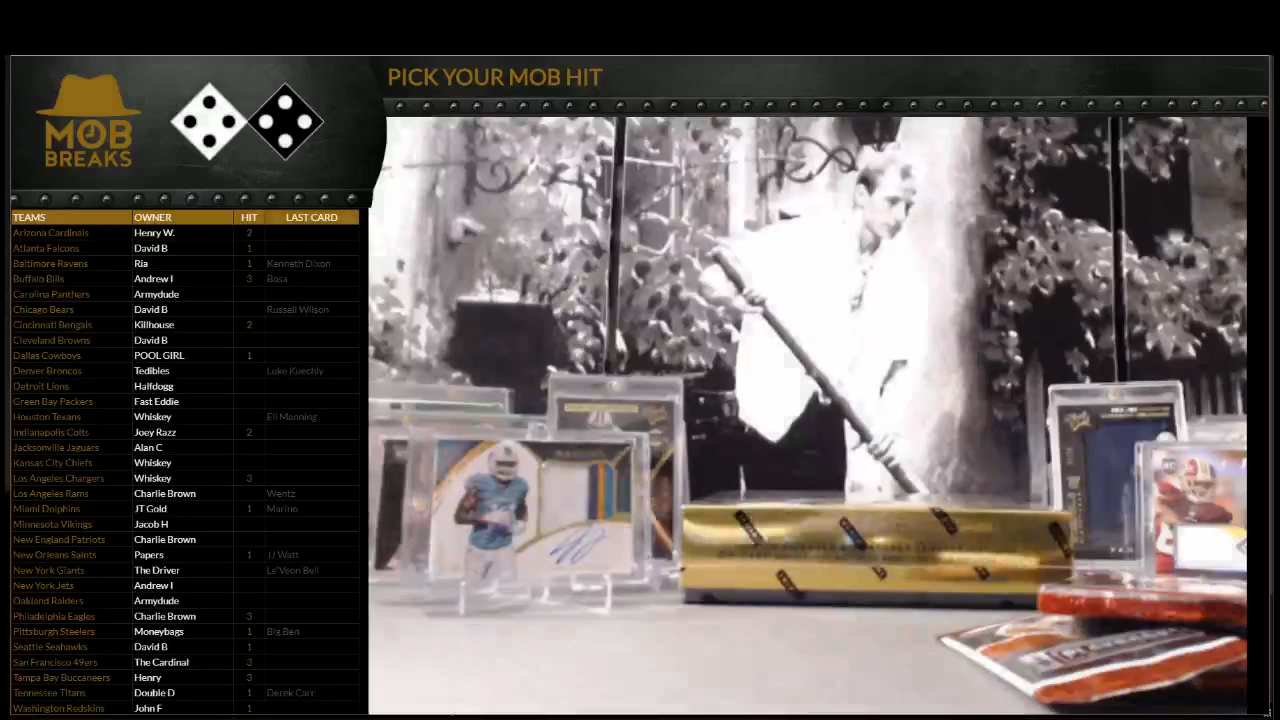 PICK YOUR MOB HIT
MOB
BREAKS
TEAMS OWNER HIT LAST CARD
Arizona Cardinals Henry W. 2
Atlanta Falcons David B 1
Baltimore Ravens Ria 1 Kenneth Dixon
Buffalo Bills Andrew I 3 Bosa
Carolina Panthers Armydude
Chicago Bears David B Russell Wilson
Cincinnati Bengals Killhouse 2
Cleveland Browns David B
Dallas Cowboys POOL GIRL 1
Denver Broncos Tedibles Luke Kuechly
Detroit Lions Halfdogg
Green Bay Packers Fast Eddie
Houston Texans Whiskey Eli Manning
Indianapolis Colts Joey Razz 2
Jacksonville Jaguars Alan C
Kansas City Chiefs Whiskey
Los Angeles Chargers Whiskey 3
Los Angeles Rams Charlie Brown Wentz
Miami Dolphins JT Gold 1 Marino
Minnesota Vikings Jacob H
New England Patriots Charlie Brown
New Orleans Saints Papers 1 JJ Watt
New York Giants The Driver Le'Veon Bell
New York Jets Andrew I
Oakland Raiders Armydude
Philadelphia Eagles Charlie Brown 3
Pittsburgh Steelers Moneybags 1 Big Ben
Seattle Seahawks David B 1
San Francisco 49ers The Cardinal 3
Tampa Bay Buccaneers Henry 3
Tennessee Titans Double D 1 Derek Carr
Washington Redskins John F 1
RC